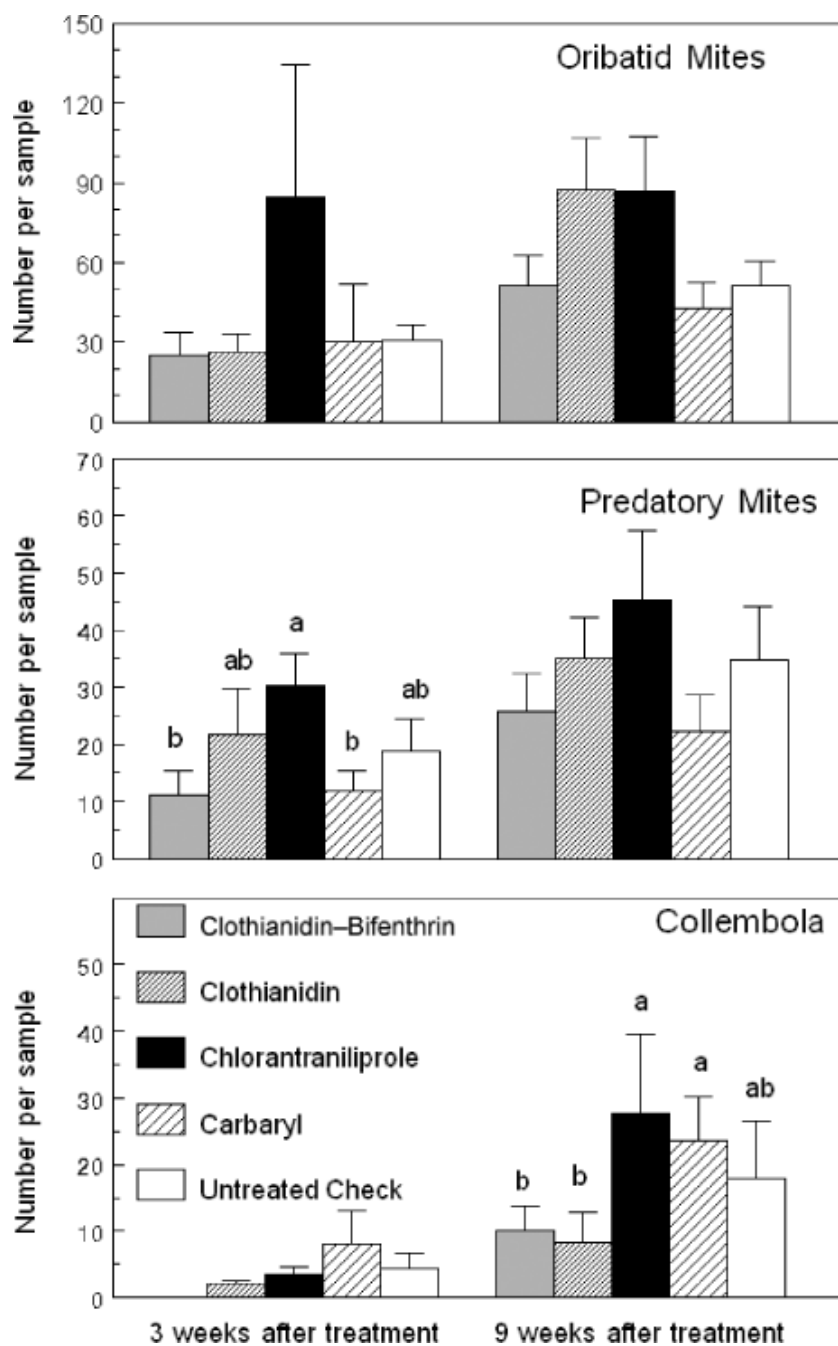 150
Oribatid Mites
120
90
60
30
0
Number per sample
70
Predatory Mites
60
50
40
30
20
10
0
Number per sample
b
ab
a
b
ab
Collembola
50
40
30
20
10
0
Number per sample
Clothianidin–Bifenthrin
Clothianidin
Chlorantraniliprole
Carbaryl
Untreated Check
b
b
a
a
ab
3 weeks after treatment
9 weeks after treatment